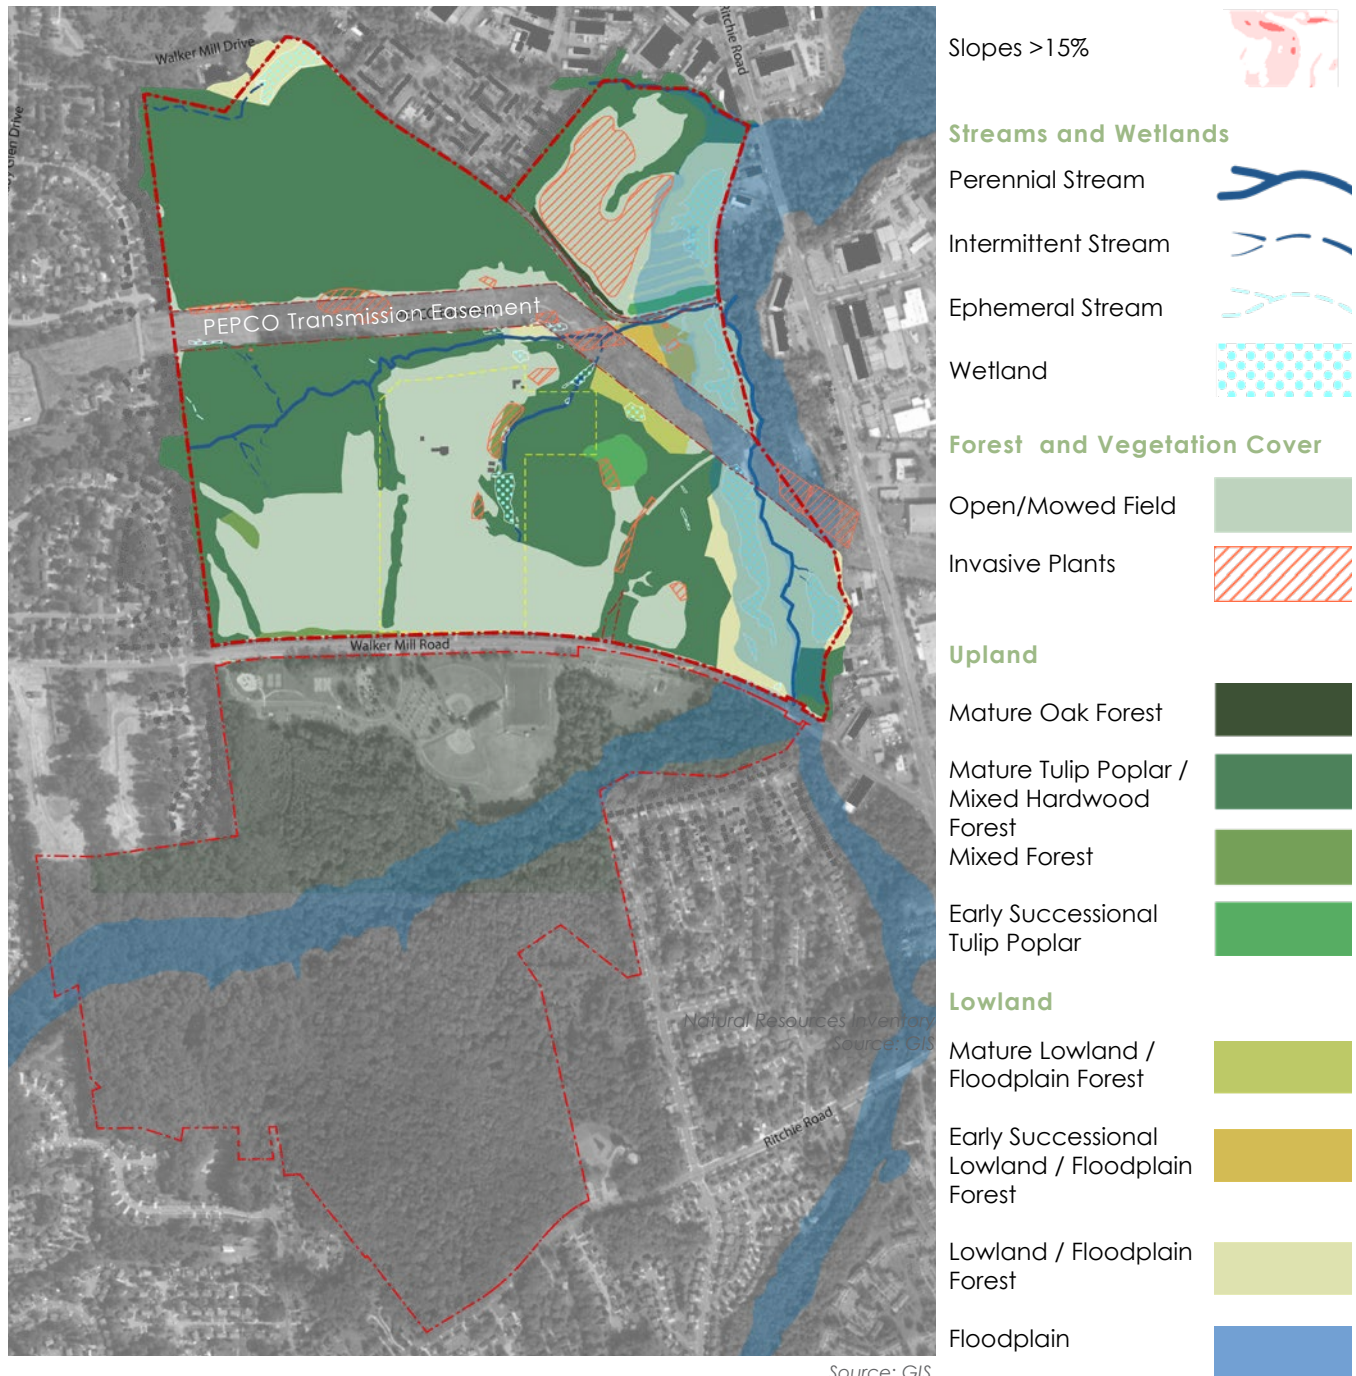 Walker Mill Drive
Ritchie Road
Glen Drive
PEPCO Transmission Easement
Walker Mill Road
Natural Resources Inventory
Source: GIS
Ritchie Road
Source: GIS
Slopes >15%
Streams and Wetlands
Perennial Stream
Intermittent Stream
Ephemeral Stream
Wetland
Forest and Vegetation Cover
Open/Mowed Field
Invasive Plants
Upland
Mature Oak Forest
Mature Tulip Poplar /
Mixed Hardwood
Forest
Mixed Forest
Early Successional
Tulip Poplar
Lowland
Mature Lowland /
Floodplain Forest
Early Successional
Lowland / Floodplain
Forest
Lowland / Floodplain
Forest
Floodplain